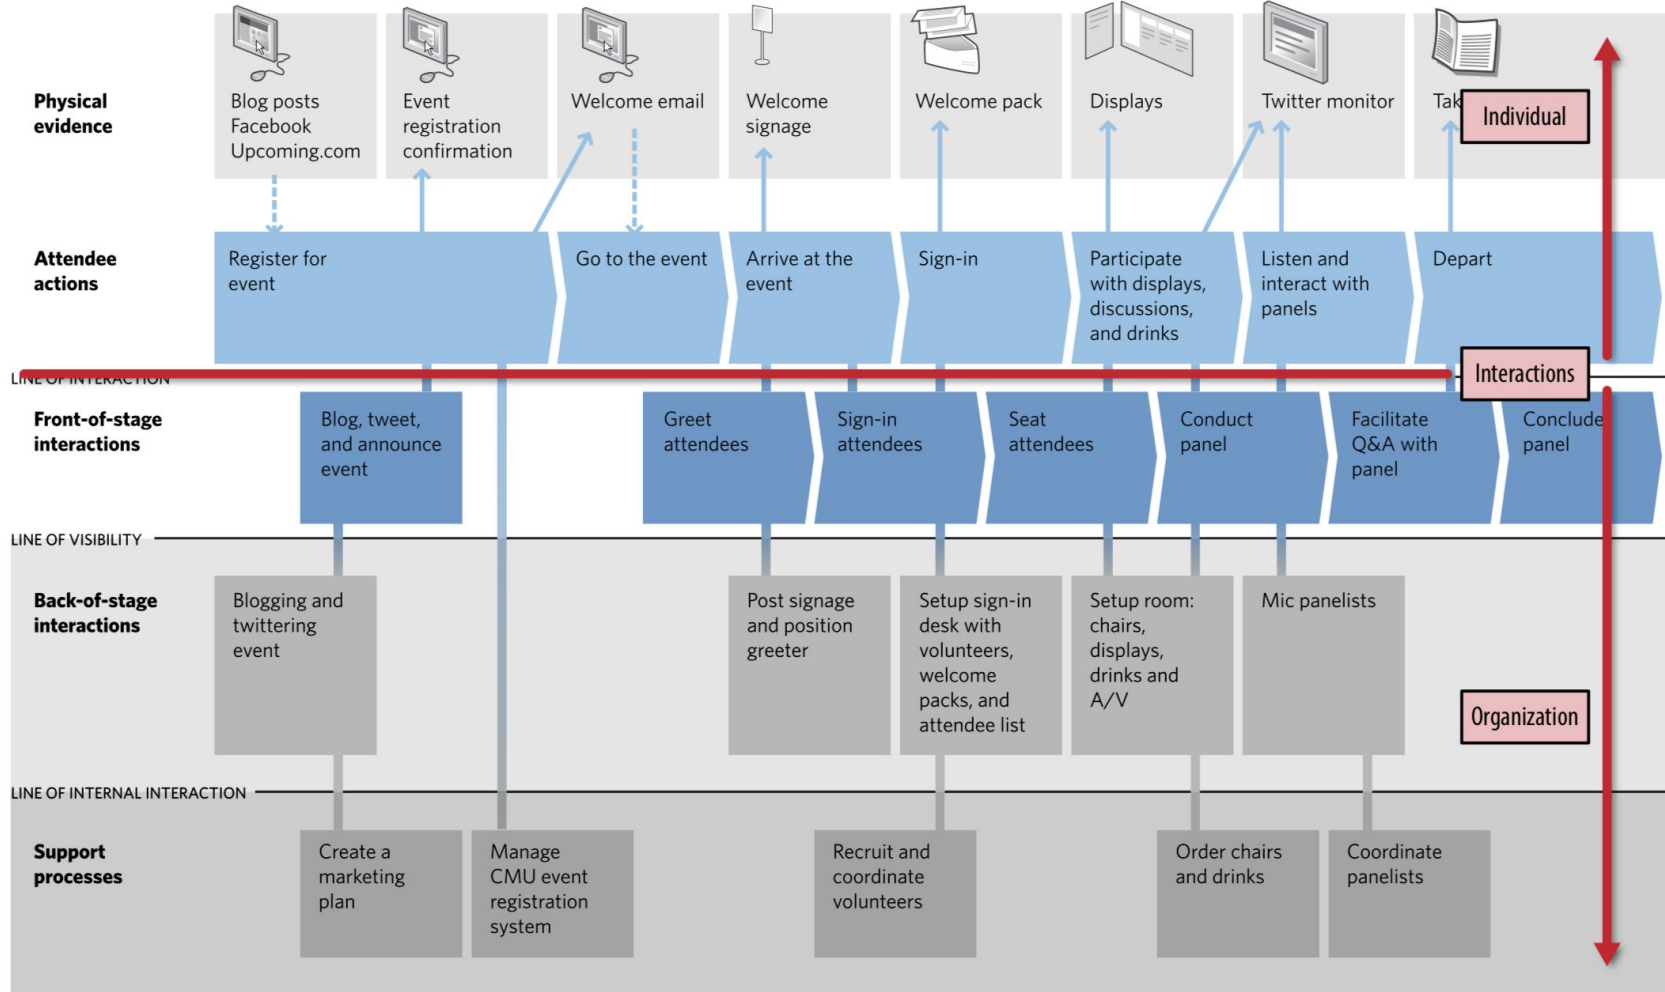 Physical
evidence
Blog posts
Facebook
Upcoming.com
Event
registration
confirmation
Welcome email
Welcome
signage
Welcome pack
Displays
Twitter monitor
Individual
Attendee
actions
Register for
event
Go to the event
Arrive at the
event
Sign-in
Participate
with displays,
discussions,
and drinks
Listen and
interact with
panels
Depart
LINE OF INTERACTION
Interactions
Front-of-stage
interactions
Blog, tweet,
and announce
event
Greet
attendees
Sign-in
attendees
Seat
attendees
Conduct
panel
Facilitate
Q&A with
panel
Conclude
panel
LINE OF VISIBILITY
Back-of-stage
interactions
Blogging and
twittering
event
Post signage
and position
greeter
Setup sign-in
desk with
volunteers,
welcome
packs, and
attendee list
Setup room:
chairs,
displays,
drinks and
A/V
Mic panelists
Organization
LINE OF INTERNAL INTERACTION
Support
processes
Create a
marketing
plan
Manage
CMU event
registration
system
Recruit and
coordinate
volunteers
Order chairs
and drinks
Coordinate
panelists